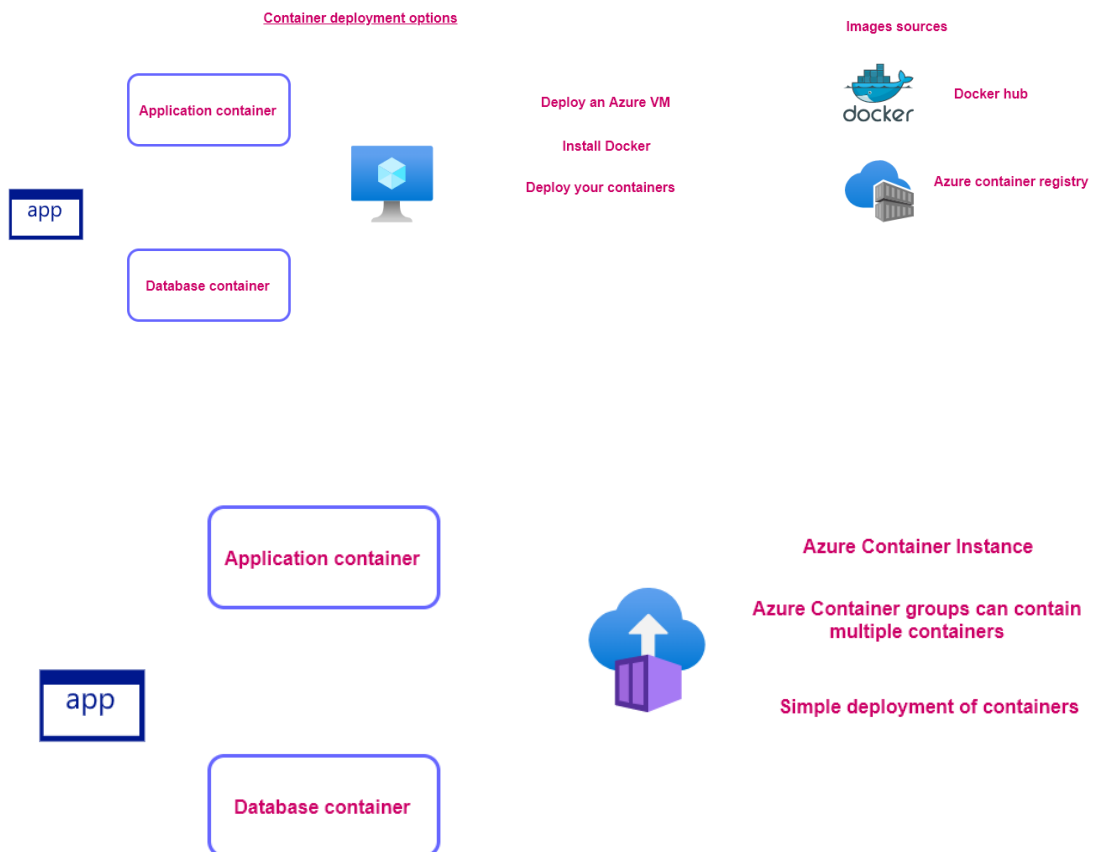 Container deployment options
Images sources
Application container
Deploy an Azure VM
Install Docker
Deploy your containers
docker
Docker hub
Azure container registry
app
Database container
Application container
Azure Container Instance
Azure Container groups can contain
multiple containers
Simple deployment of containers
app
Database container